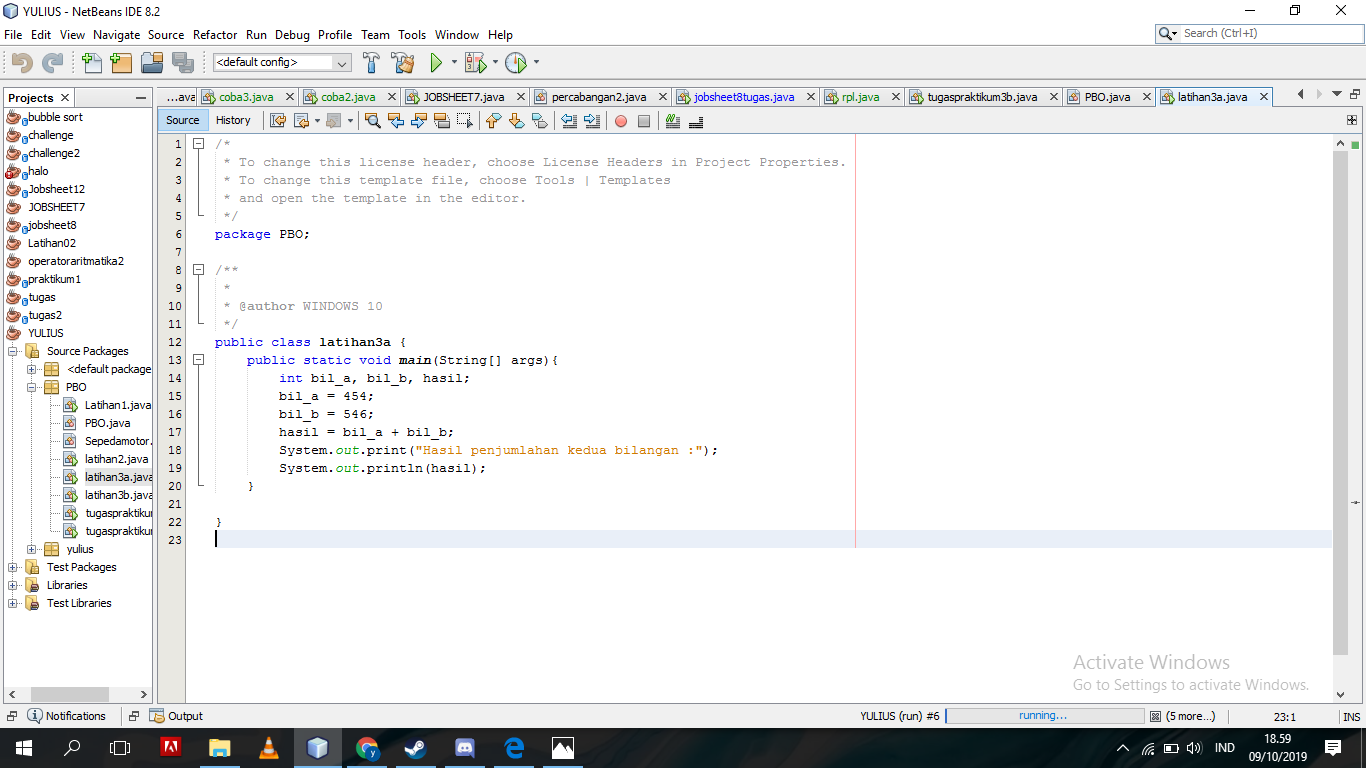 YULIUS - NetBeans IDE 8.2
File Edit View Navigate Source Refactor Run Debug Profile Team Tools Window Help
Search (Ctrl+I)
<default config>
Projects
...ava coba3.java coba2.java JOBSHEET7.java percabangan2.java jobsheet8tugas.java rpl.java tugaspraktikum3b.java PBO.java latihan3a.java
Source History
bubble sort
challenge
challenge2
halo
Jobsheet12
JOBSHEET7
jobsheet8
Latihan02
operatoraritmatika2
praktikum1
tugas
tugas2
YULIUS
Source Packages
<default package
PBO
Latihan1.java
PBO.java
Sepedamotor.
latihan2.java
latihan3a.java
latihan3b.java
tugaspraktiku
tugaspraktiku
yulius
Test Packages
Libraries
Test Libraries
1 /*
2 * To change this license header, choose License Headers in Project Properties.
3 * To change this template file, choose Tools | Templates
4 * and open the template in the editor.
5 */
6 package PBO;
7
8 /**
9 *
10 * @author WINDOWS 10
11 */
12 public class latihan3a {
13 public static void main(String[] args){
14 int bil_a, bil_b, hasil;
15 bil_a = 454;
16 bil_b = 546;
17 hasil = bil_a + bil_b;
18 System.out.print("Hasil penjumlahan kedua bilangan :");
19 System.out.println(hasil);
20 }
21
22 }
23
Activate Windows
Go to Settings to activate Windows.
Notifications Output
YULIUS (run) #6 running... (5 more...) 23:1 INS
IND
18.59
09/10/2019